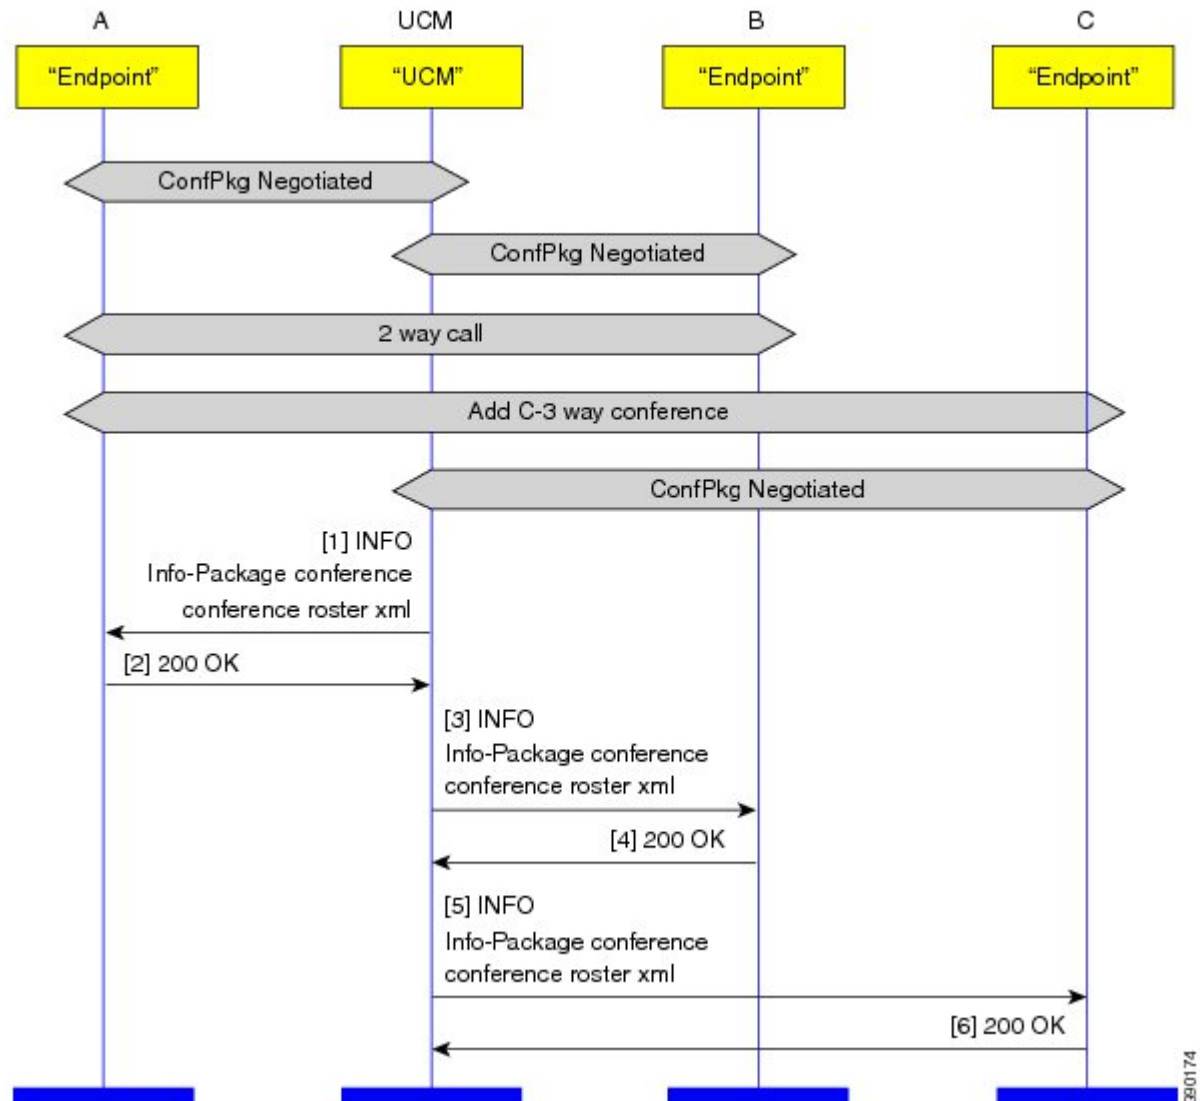 A
UCM
B
C
“Endpoint”
“UCM”
“Endpoint”
“Endpoint”
ConfPkg Negotiated
ConfPkg Negotiated
2 way call
Add C-3 way conference
ConfPkg Negotiated
[1] INFO
Info-Package conference
conference roster xml
[2] 200 OK
[3] INFO
Info-Package conference
conference roster xml
[4] 200 OK
[5] INFO
Info-Package conference
conference roster xml
[6] 200 OK
390174